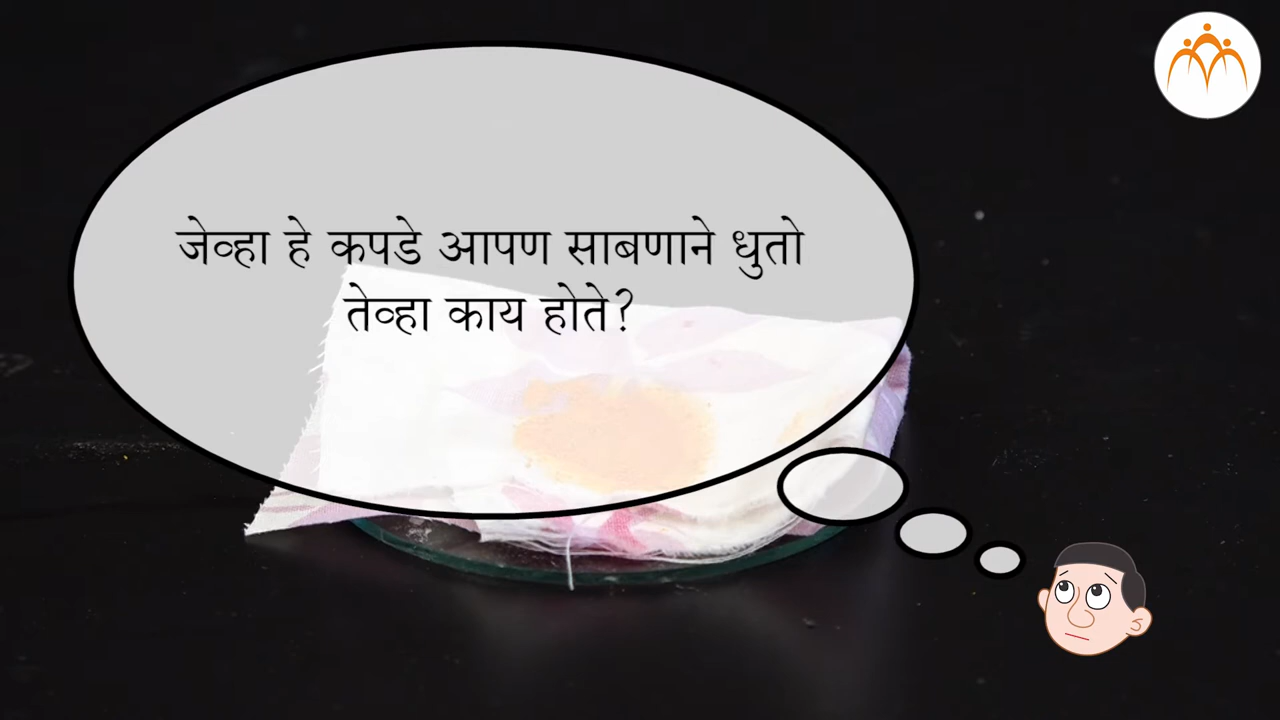 जेव्हा हे कपडे आपण साबणाने धुतो
तेव्हा काय होते?